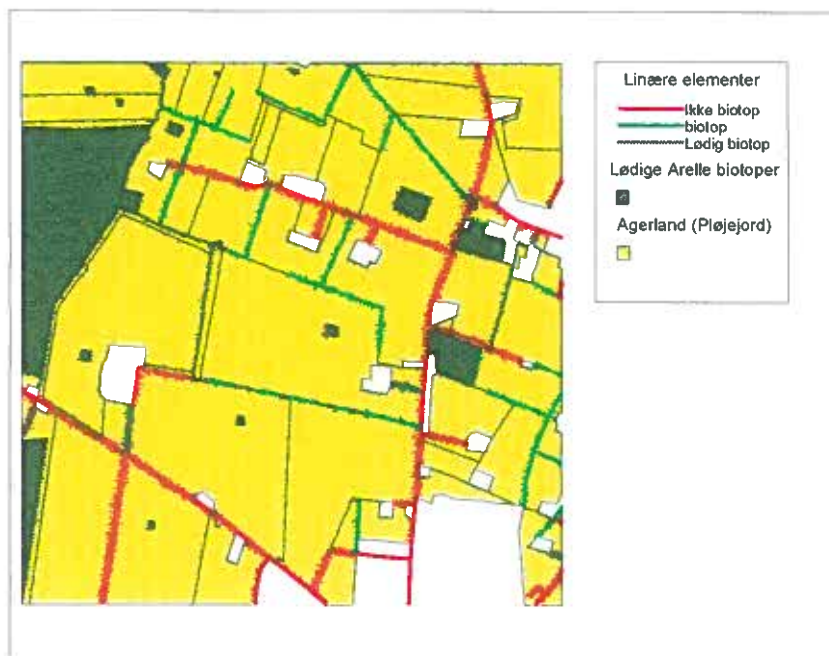 Linære elementer
Ikke biotop
biotop
Lødig biotop
Lødige Arelle biotoper
Agerland (Pløjejord)